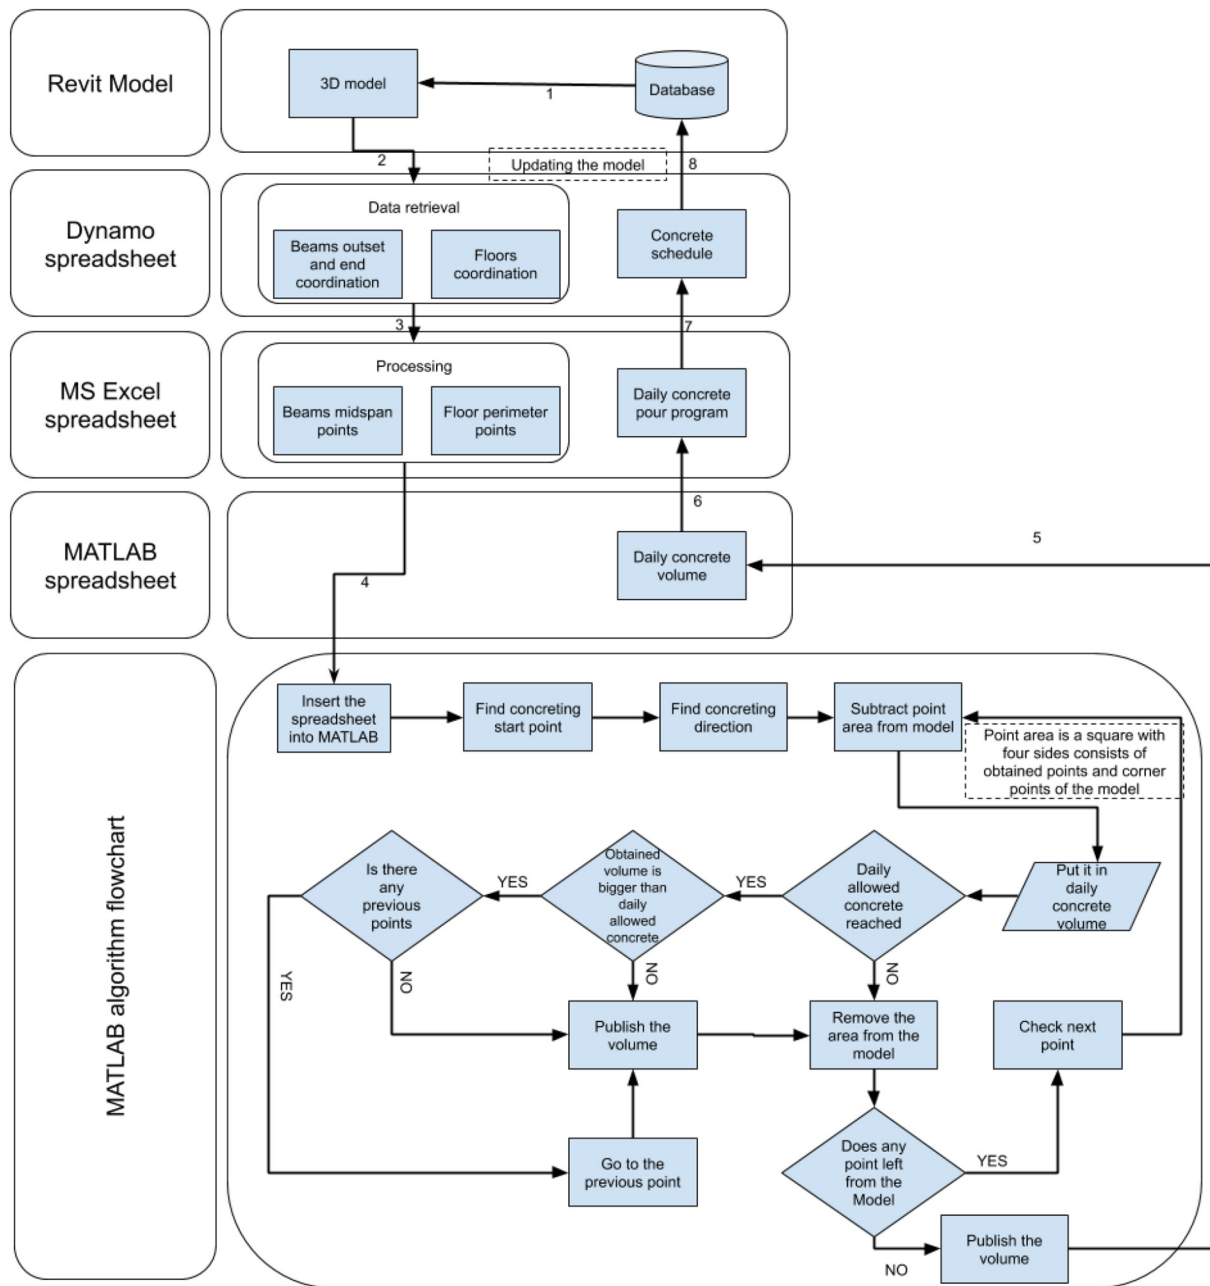 Revit Model
3D model
1
Database
2
Updating the model
8
Dynamo
spreadsheet
Data retrieval
Beams outset
and end
coordination
Floors
coordination
Concrete
schedule
3
7
MS Excel
spreadsheet
Processing
Beams midspan
points
Floor perimeter
points
Daily concrete
pour program
6
MATLAB
spreadsheet
4
Daily concrete
volume
5
MATLAB algorithm flowchart
Insert the
spreadsheet
into MATLAB
Find concreting
start point
Find concreting
direction
Subtract point
area from model
Point area is a square with
four sides consists of
obtained points and corner
points of the model
Is there
any
previous
points
YES
Obtained
volume is
bigger than
daily
allowed
concrete
YES
Daily
allowed
concrete
reached
Put it in
daily
concrete
volume
YES
NO
NO
NO
Publish the
volume
Remove the
area from the
model
Check next
point
Go to the
previous point
Does any
point left
from the
Model
YES
NO
Publish the
volume